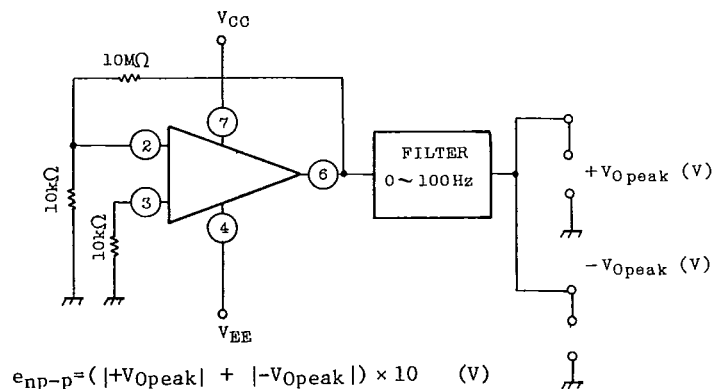 VCC
10MΩ
7
2
6
3
4
10kΩ
10kΩ
FILTER
0~100Hz
+VOpeak (V)
-VOpeak (V)
VEE
enp-p=(|+VOpeak| + |-VOpeak|)×10 (V)